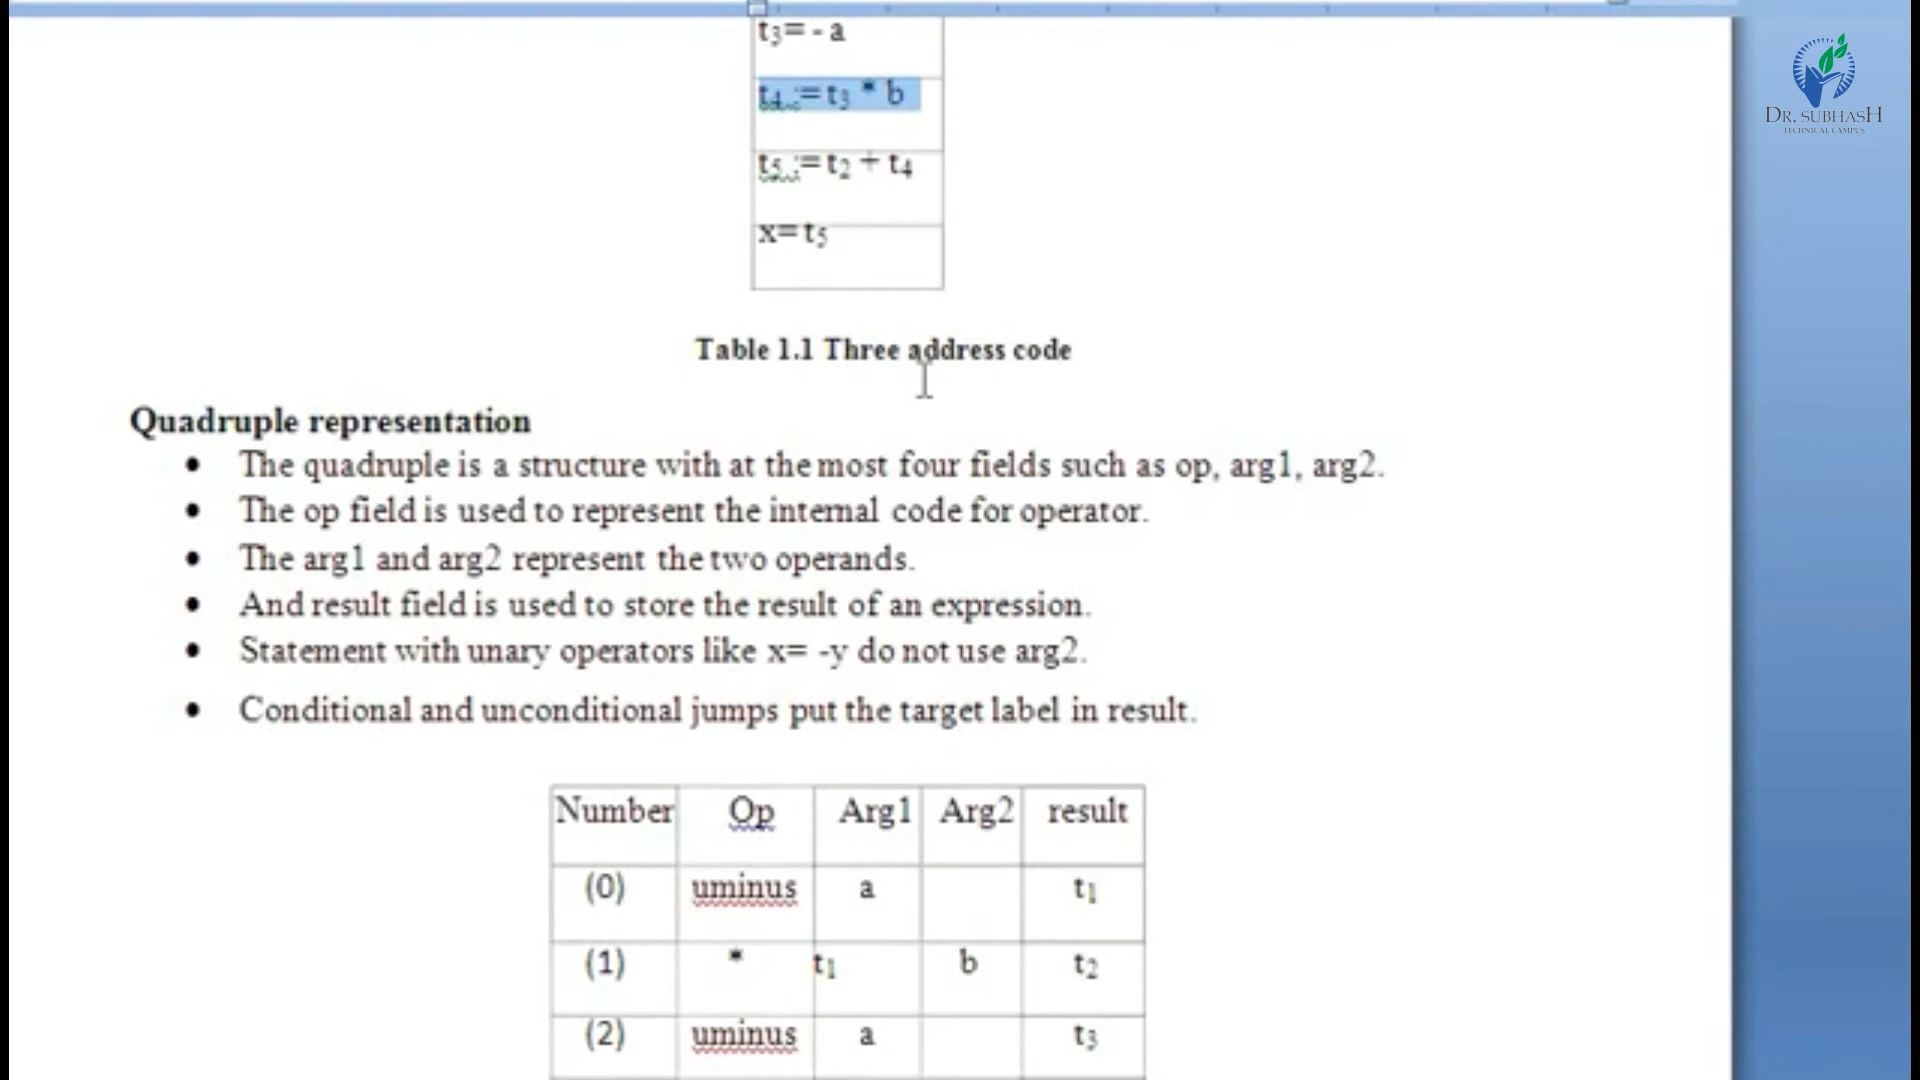 t3= - a
t4 := t3 * b
t5 := t2 + t4
x= t5
Table 1.1 Three address code
Quadruple representation
• The quadruple is a structure with at the most four fields such as op, arg1, arg2.
• The op field is used to represent the internal code for operator.
• The arg1 and arg2 represent the two operands.
• And result field is used to store the result of an expression.
• Statement with unary operators like x= -y do not use arg2.
• Conditional and unconditional jumps put the target label in result.
Number Op Arg1 Arg2 result
(0) uminus a t1
(1) * t1 b t2
(2) uminus a t3
DR. SUBHASH
TECHNICAL CAMPUS